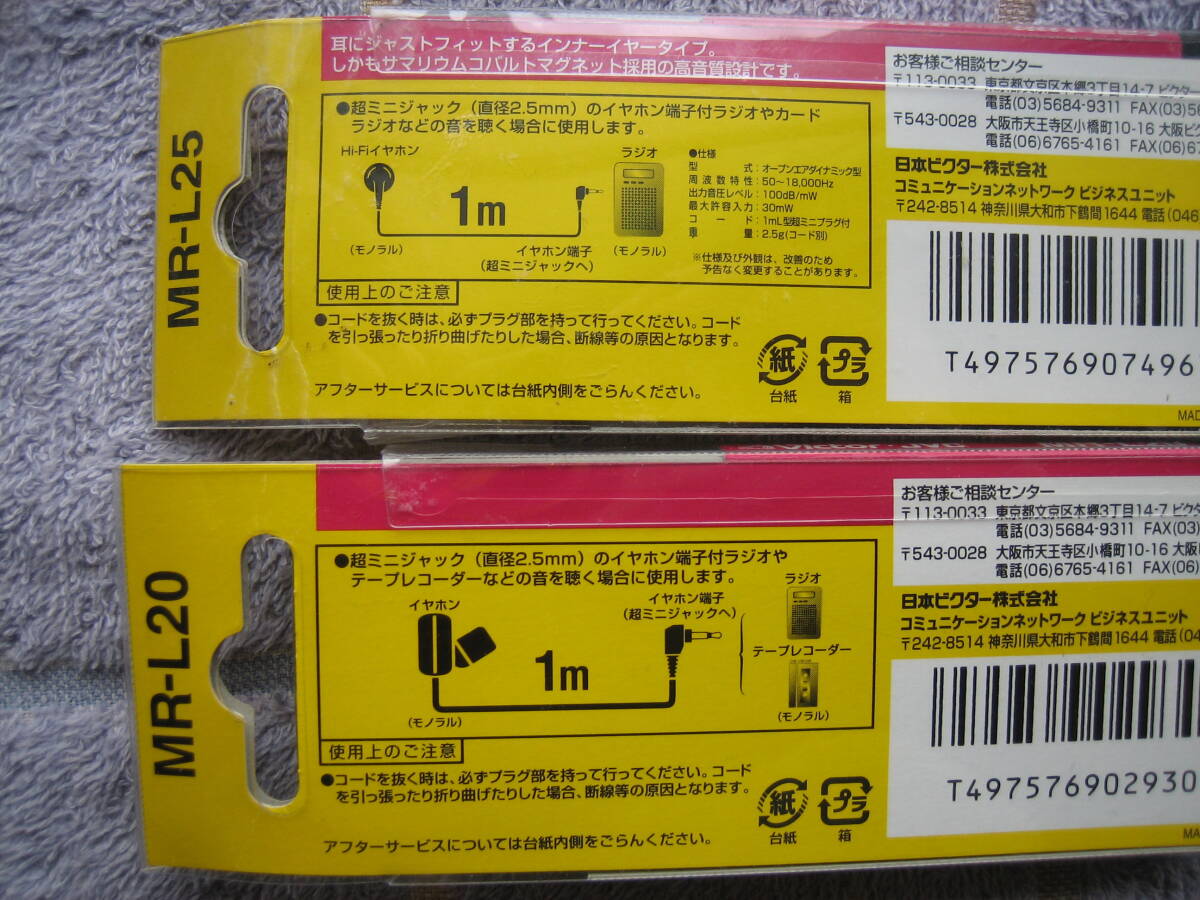 MR-L25
耳にジャストフィットするインナーイヤータイプ。
しかもサマリウムコバルトマグネット採用の高音質設計です。
●超ミニジャック（直径2.5mm）のイヤホン端子付ラジオやカード
ラジオなどの音を聴く場合に使用します。
Hi-Fiイヤホン
ラジオ
1m
（モノラル）
イヤホン端子
（超ミニジャックへ）
（モノラル）
●仕様
型 式：オープンエアダイナミック型
周波数特性：50～18,000Hz
出力音圧レベル：100dB/mW
最大許容入力：30mW
コード：1mL型超ミニプラグ付
重 量：2.5g(コード別)
※仕様及び外観は、改善のため
予告なく変更することがあります。
使用上のご注意
●コードを抜く時は、必ずプラグ部を持って行ってください。コード
を引っ張ったり折り曲げたりした場合、断線等の原因となります。
アフターサービスについては台紙内側をごらんください。
紙
台紙
プラ
箱
お客様ご相談センター
〒113-0033 東京都文京区本郷3丁目14-7 ビクター
電話(03)5684-9311 FAX(03)56
〒543-0028 大阪市天王寺区小橋町10-16 大阪ビ
電話(06)6765-4161 FAX(06)67
日本ビクター株式会社
コミュニケーションネットワーク ビジネスユニット
〒242-8514 神奈川県大和市下鶴間1644 電話(046
T497576907496
MAD
MR-L20
●超ミニジャック（直径2.5mm）のイヤホン端子付ラジオや
テープレコーダーなどの音を聴く場合に使用します。
イヤホン
イヤホン端子
（超ミニジャックへ）
ラジオ
テープレコーダー
1m
（モノラル）
（モノラル）
使用上のご注意
●コードを抜く時は、必ずプラグ部を持って行ってください。コード
を引っ張ったり折り曲げたりした場合、断線等の原因となります。
アフターサービスについては台紙内側をごらんください。
紙
台紙
プラ
箱
お客様ご相談センター
〒113-0033 東京都文京区本郷3丁目14-7 ビクタ
電話(03)5684-9311 FAX(03)
〒543-0028 大阪市天王寺区小橋町10-16 大阪
電話(06)6765-4161 FAX(06)
日本ビクター株式会社
コミュニケーションネットワーク ビジネスユニット
〒242-8514 神奈川県大和市下鶴間1644 電話(04
T497576902930
MA